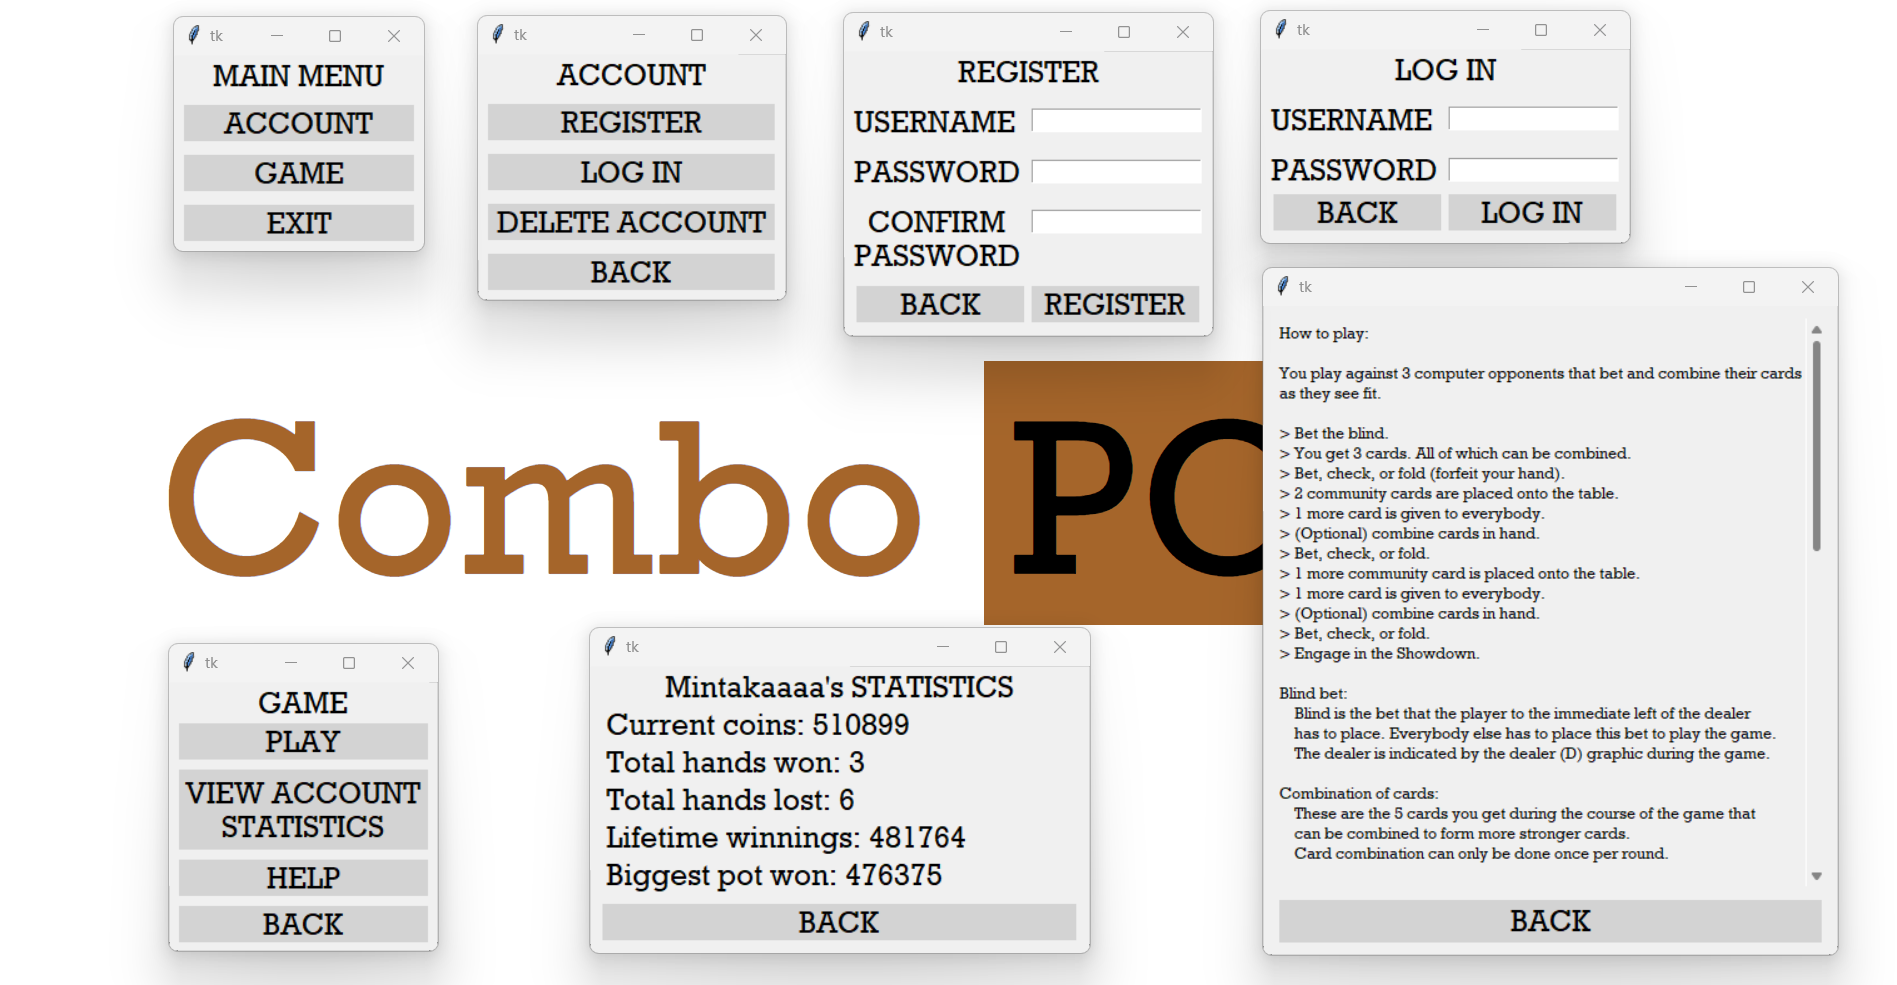 tk
MAIN MENU
ACCOUNT
GAME
EXIT
tk
ACCOUNT
REGISTER
LOG IN
DELETE ACCOUNT
BACK
tk
REGISTER
USERNAME
PASSWORD
CONFIRM
PASSWORD
BACK REGISTER
tk
LOG IN
USERNAME
PASSWORD
BACK LOG IN
Combo
tk
GAME
PLAY
VIEW ACCOUNT
STATISTICS
HELP
BACK
tk
Mintakaaaa's STATISTICS
Current coins: 510899
Total hands won: 3
Total hands lost: 6
Lifetime winnings: 481764
Biggest pot won: 476375
BACK
tk
How to play:
You play against 3 computer opponents that bet and combine their cards
as they see fit.
> Bet the blind.
> You get 3 cards. All of which can be combined.
> Bet, check, or fold (forfeit your hand).
> 2 community cards are placed onto the table.
> 1 more card is given to everybody.
> (Optional) combine cards in hand.
> Bet, check, or fold.
> 1 more community card is placed onto the table.
> 1 more card is given to everybody.
> (Optional) combine cards in hand.
> Bet, check, or fold.
> Engage in the Showdown.
Blind bet:
Blind is the bet that the player to the immediate left of the dealer
has to place. Everybody else has to place this bet to play the game.
The dealer is indicated by the dealer (D) graphic during the game.
Combination of cards:
These are the 5 cards you get during the course of the game that
can be combined to form more stronger cards.
Card combination can only be done once per round.
BACK